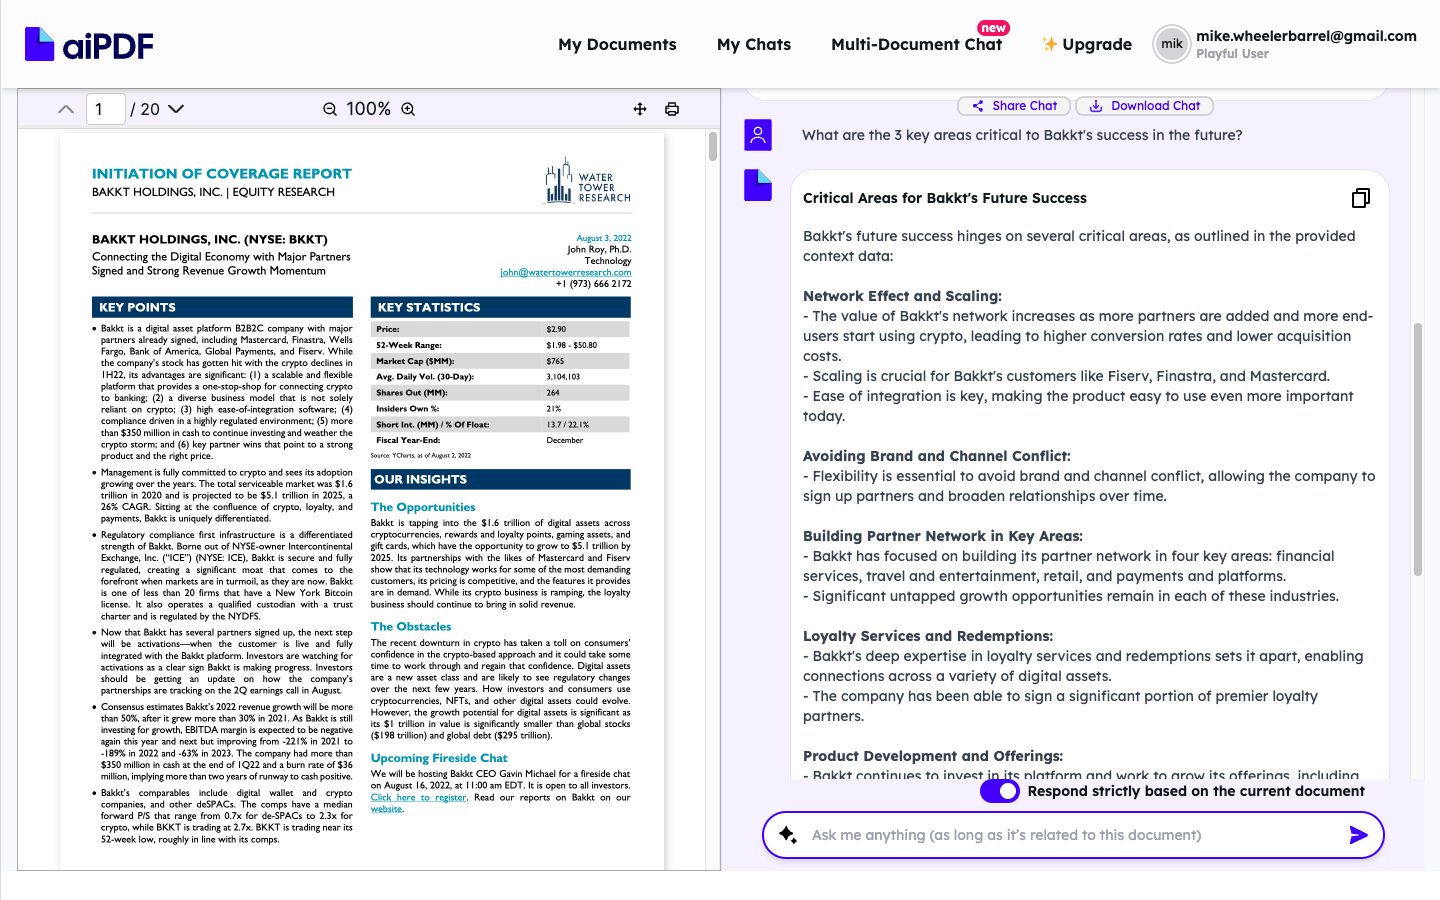 aiPDF
My Documents
My Chats
Multi-Document Chat
new
Upgrade
mik
mike.wheelerbarrel@gmail.com
Playful User
1 / 20
100%
INITIATION OF COVERAGE REPORT
BAKKT HOLDINGS, INC. | EQUITY RESEARCH
WATER
TOWER
RESEARCH
BAKKT HOLDINGS, INC. (NYSE: BKKT)
Connecting the Digital Economy with Major Partners
Signed and Strong Revenue Growth Momentum
August 3, 2022
John Roy, Ph.D.
Technology
john@watertowerresearch.com
+1 (973) 666 2172
KEY POINTS
• Bakkt is a digital asset platform B2B2C company with major
partners already signed, including Mastercard, Finastra, Wells
Fargo, Bank of America, Global Payments, and Fiserv. While
the company's stock has gotten hit with the crypto declines in
1H22, its advantages are significant: (1) a scalable and flexible
platform that provides a one-stop-shop for connecting crypto
to banking; (2) a diverse business model that is not solely
reliant on crypto; (3) high ease-of-integration software; (4)
compliance driven in a highly regulated environment; (5) more
than $350 million in cash to continue investing and weather the
crypto storm; and (6) key partner wins that point to a strong
product and the right price.
• Management is fully committed to crypto and sees its adoption
growing over the years. The total serviceable market was $1.6
trillion in 2020 and is projected to be $5.1 trillion in 2025, a
26% CAGR. Sitting at the confluence of crypto, loyalty, and
payments, Bakkt is uniquely differentiated.
• Regulatory compliance first infrastructure is a differentiated
strength of Bakkt. Borne out of NYSE-owner Intercontinental
Exchange, Inc. ("ICE") (NYSE: ICE), Bakkt is secure and fully
regulated, creating a significant moat that comes to the
forefront when markets are in turmoil, as they are now. Bakkt
is one of less than 20 firms that have a New York Bitcoin
license. It also operates a qualified custodian with a trust
charter and is regulated by the NYDFS.
• Now that Bakkt has several partners signed up, the next step
will be activations—when the customer is live and fully
integrated with the Bakkt platform. Investors are watching for
activations as a clear sign Bakkt is making progress. Investors
should be getting an update on how the company's
partnerships are tracking on the 2Q earnings call in August.
• Consensus estimates Bakkt's 2022 revenue growth will be more
than 50%, after it grew more than 30% in 2021. As Bakkt is still
investing for growth, EBITDA margin is expected to be negative
again this year and next but improving from -221% in 2021 to
-189% in 2022 and -63% in 2023. The company had more than
$350 million in cash at the end of 1Q22 and a burn rate of $36
million, implying more than two years of runway to cash positive.
• Bakkt's comparables include digital wallet and crypto
companies, and other deSPACs. The comps have a median
forward P/S that range from 0.7x for de-SPACs to 2.3x for
crypto, while BKKT is trading at 2.7x. BKKT is trading near its
52-week low, roughly in line with its comps.
KEY STATISTICS
Price: $2.90
52-Week Range: $1.98 - $50.80
Market Cap ($MM): $765
Avg. Daily Vol. (30-Day): 3,104,103
Shares Out (MM): 264
Insiders Own %: 21%
Short Int. (MM) / % Of Float: 13.7 / 22.1%
Fiscal Year-End: December
Source: YCharts, as of August 2, 2022
OUR INSIGHTS
The Opportunities
Bakkt is tapping into the $1.6 trillion of digital assets across
cryptocurrencies, rewards and loyalty points, gaming assets, and
gift cards, which have the opportunity to grow to $5.1 trillion by
2025. Its partnerships with the likes of Mastercard and Fiserv
show that its technology works for some of the most demanding
customers, its pricing is competitive, and the features it provides
are in demand. While its crypto business is ramping, the loyalty
business should continue to bring in solid revenue.
The Obstacles
The recent downturn in crypto has taken a toll on consumers'
confidence in the crypto-based approach and it could take some
time to work through and regain that confidence. Digital assets
are a new asset class and are likely to see regulatory changes
over the next few years. How investors and consumers use
cryptocurrencies, NFTs, and other digital assets could evolve.
However, the growth potential for digital assets is significant as
its $1 trillion in value is significantly smaller than global stocks
($198 trillion) and global debt ($295 trillion).
Upcoming Fireside Chat
We will be hosting Bakkt CEO Gavin Michael for a fireside chat
on August 16, 2022, at 11:00 am EDT. It is open to all investors.
Click here to register. Read our reports on Bakkt on our
website.
Share Chat
Download Chat
What are the 3 key areas critical to Bakkt's success in the future?
Critical Areas for Bakkt's Future Success
Bakkt's future success hinges on several critical areas, as outlined in the provided
context data:
Network Effect and Scaling:
- The value of Bakkt's network increases as more partners are added and more end-
users start using crypto, leading to higher conversion rates and lower acquisition
costs.
- Scaling is crucial for Bakkt's customers like Fiserv, Finastra, and Mastercard.
- Ease of integration is key, making the product easy to use even more important
today.
Avoiding Brand and Channel Conflict:
- Flexibility is essential to avoid brand and channel conflict, allowing the company to
sign up partners and broaden relationships over time.
Building Partner Network in Key Areas:
- Bakkt has focused on building its partner network in four key areas: financial
services, travel and entertainment, retail, and payments and platforms.
- Significant untapped growth opportunities remain in each of these industries.
Loyalty Services and Redemptions:
- Bakkt's deep expertise in loyalty services and redemptions sets it apart, enabling
connections across a variety of digital assets.
- The company has been able to sign a significant portion of premier loyalty
partners.
Product Development and Offerings:
- Bakkt continues to invest in its platform and work to grow its offerings, including
Respond strictly based on the current document
Ask me anything (as long as it's related to this document)